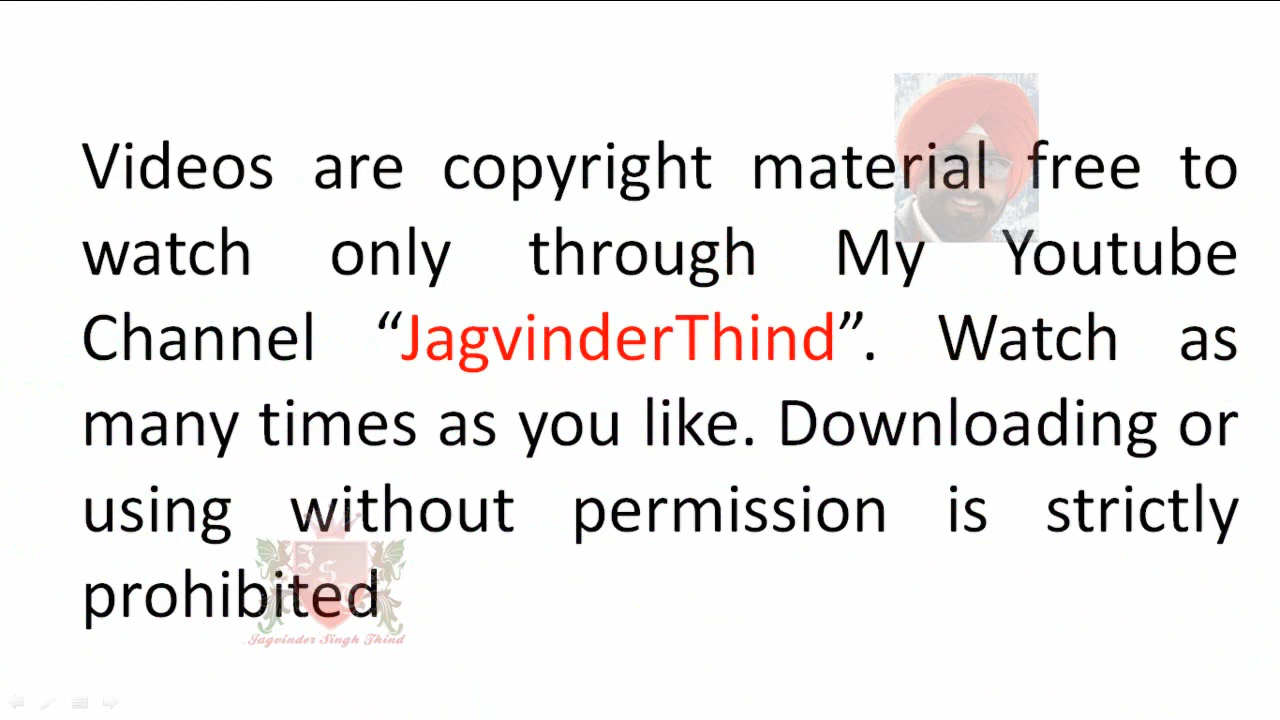 Videos are copyright material free to
watch only through My Youtube
Channel “JagvinderThind”. Watch as
many times as you like. Downloading or
using without permission is strictly
prohibited
Jagvinder Singh Thind